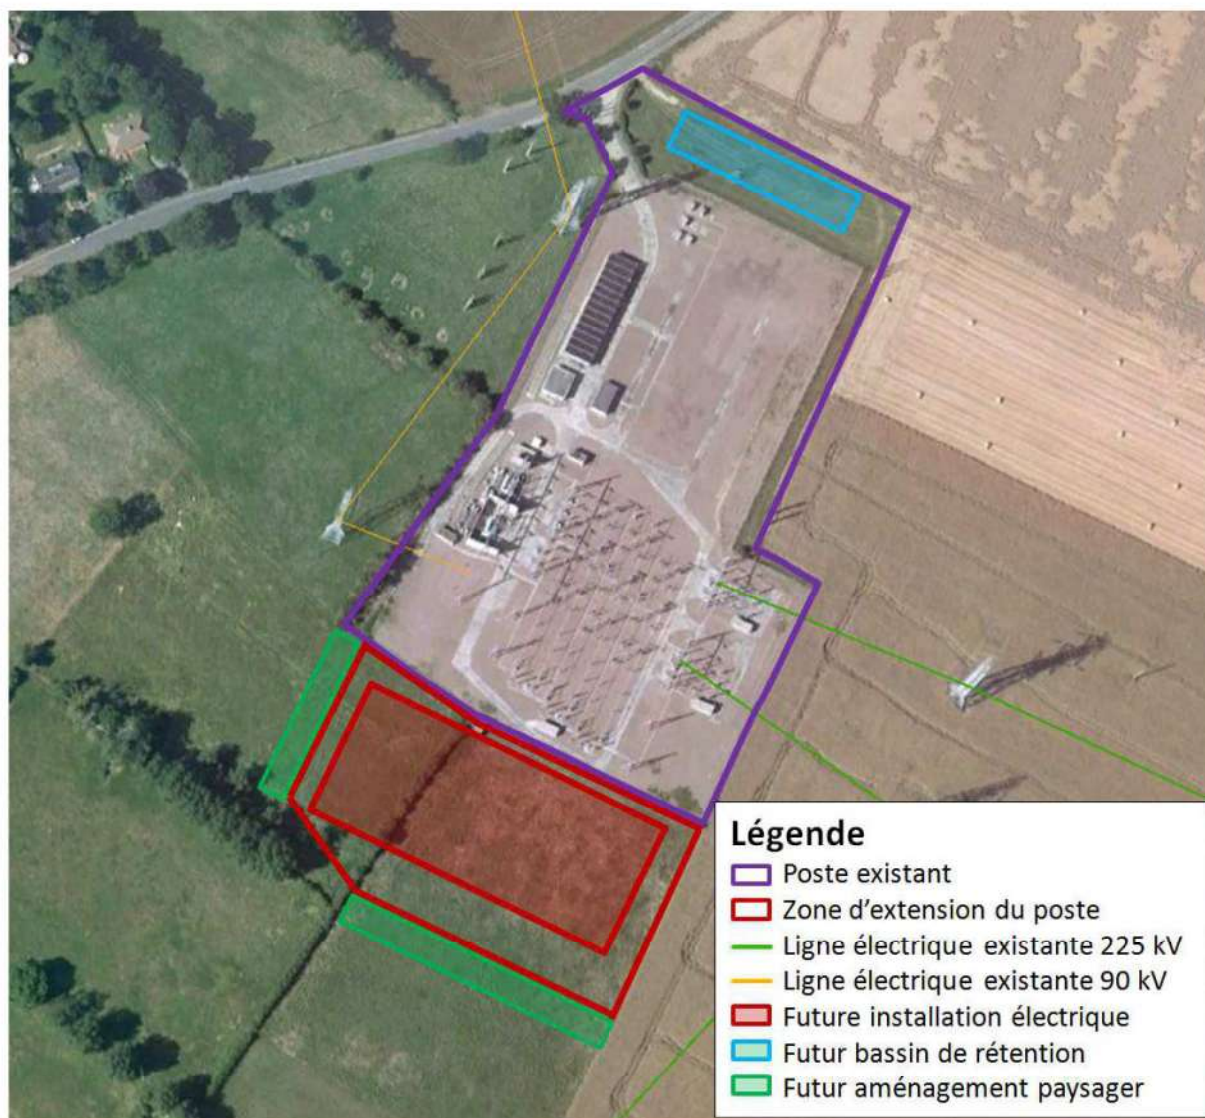 Légende
Poste existant
Zone d'extension du poste
Ligne électrique existante 225 kV
Ligne électrique existante 90 kV
Future installation électrique
Futur bassin de rétention
Futur aménagement paysager